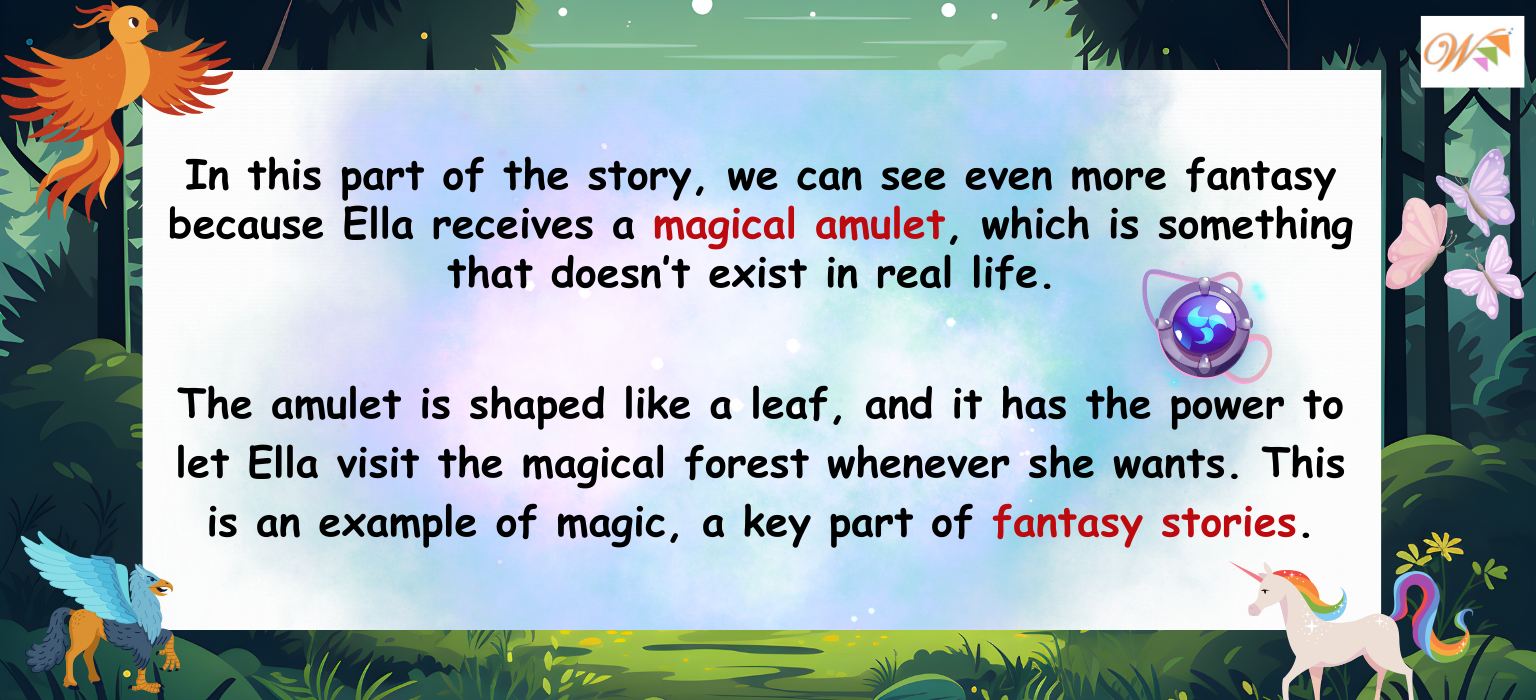 W
In this part of the story, we can see even more fantasy
because Ella receives a magical amulet, which is something
that doesn't exist in real life.
The amulet is shaped like a leaf, and it has the power to
let Ella visit the magical forest whenever she wants. This
is an example of magic, a key part of fantasy stories.